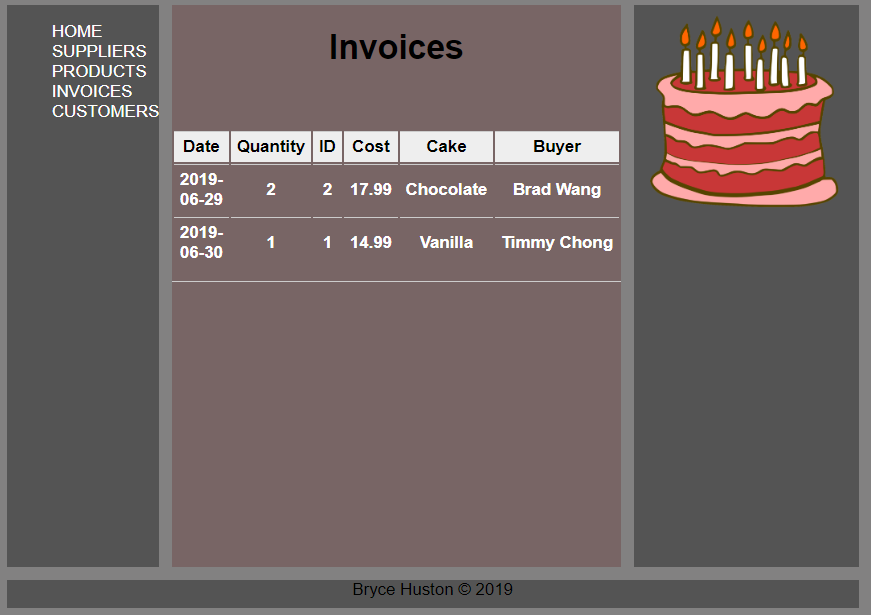 HOME
SUPPLIERS
PRODUCTS
INVOICES
CUSTOMERS
Invoices
Date Quantity ID Cost Cake Buyer
2019-
06-29 2 2 17.99 Chocolate Brad Wang
2019-
06-30 1 1 14.99 Vanilla Timmy Chong
Bryce Huston © 2019